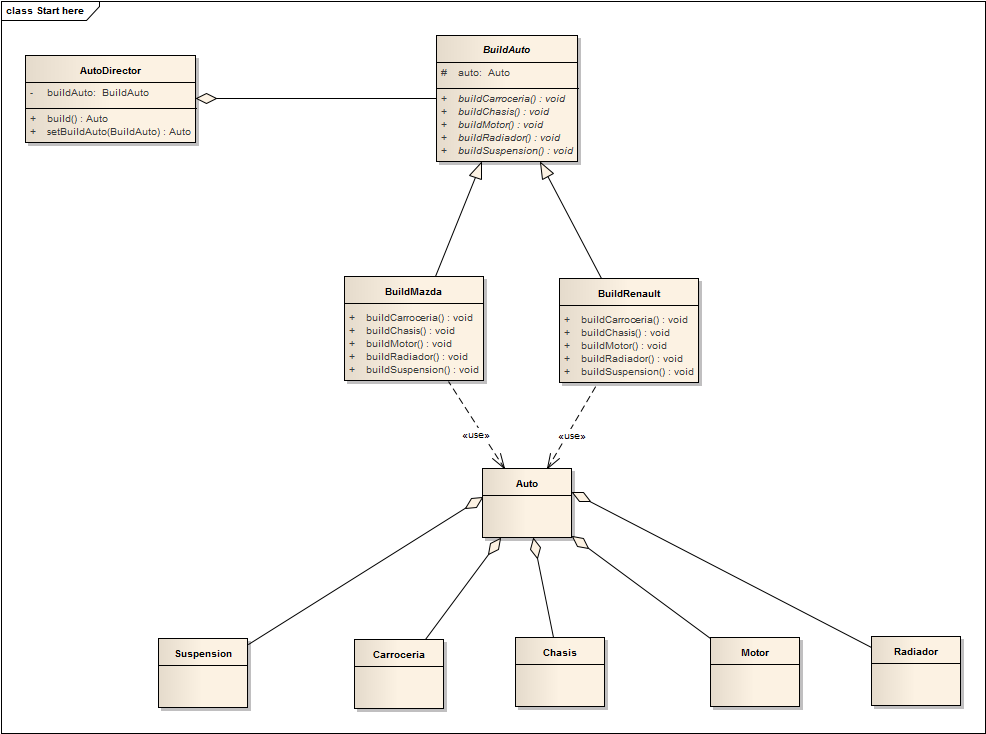 class Start here
BuildAuto
# auto: Auto
+ buildCarroceria() : void
+ buildChasis() : void
+ buildMotor() : void
+ buildRadiador() : void
+ buildSuspension() : void
AutoDirector
- buildAuto: BuildAuto
+ build() : Auto
+ setBuildAuto(BuildAuto) : Auto
BuildMazda
+ buildCarroceria() : void
+ buildChasis() : void
+ buildMotor() : void
+ buildRadiador() : void
+ buildSuspension() : void
BuildRenault
+ buildCarroceria() : void
+ buildChasis() : void
+ buildMotor() : void
+ buildRadiador() : void
+ buildSuspension() : void
«use»
«use»
Auto
Suspension
Carroceria
Chasis
Motor
Radiador